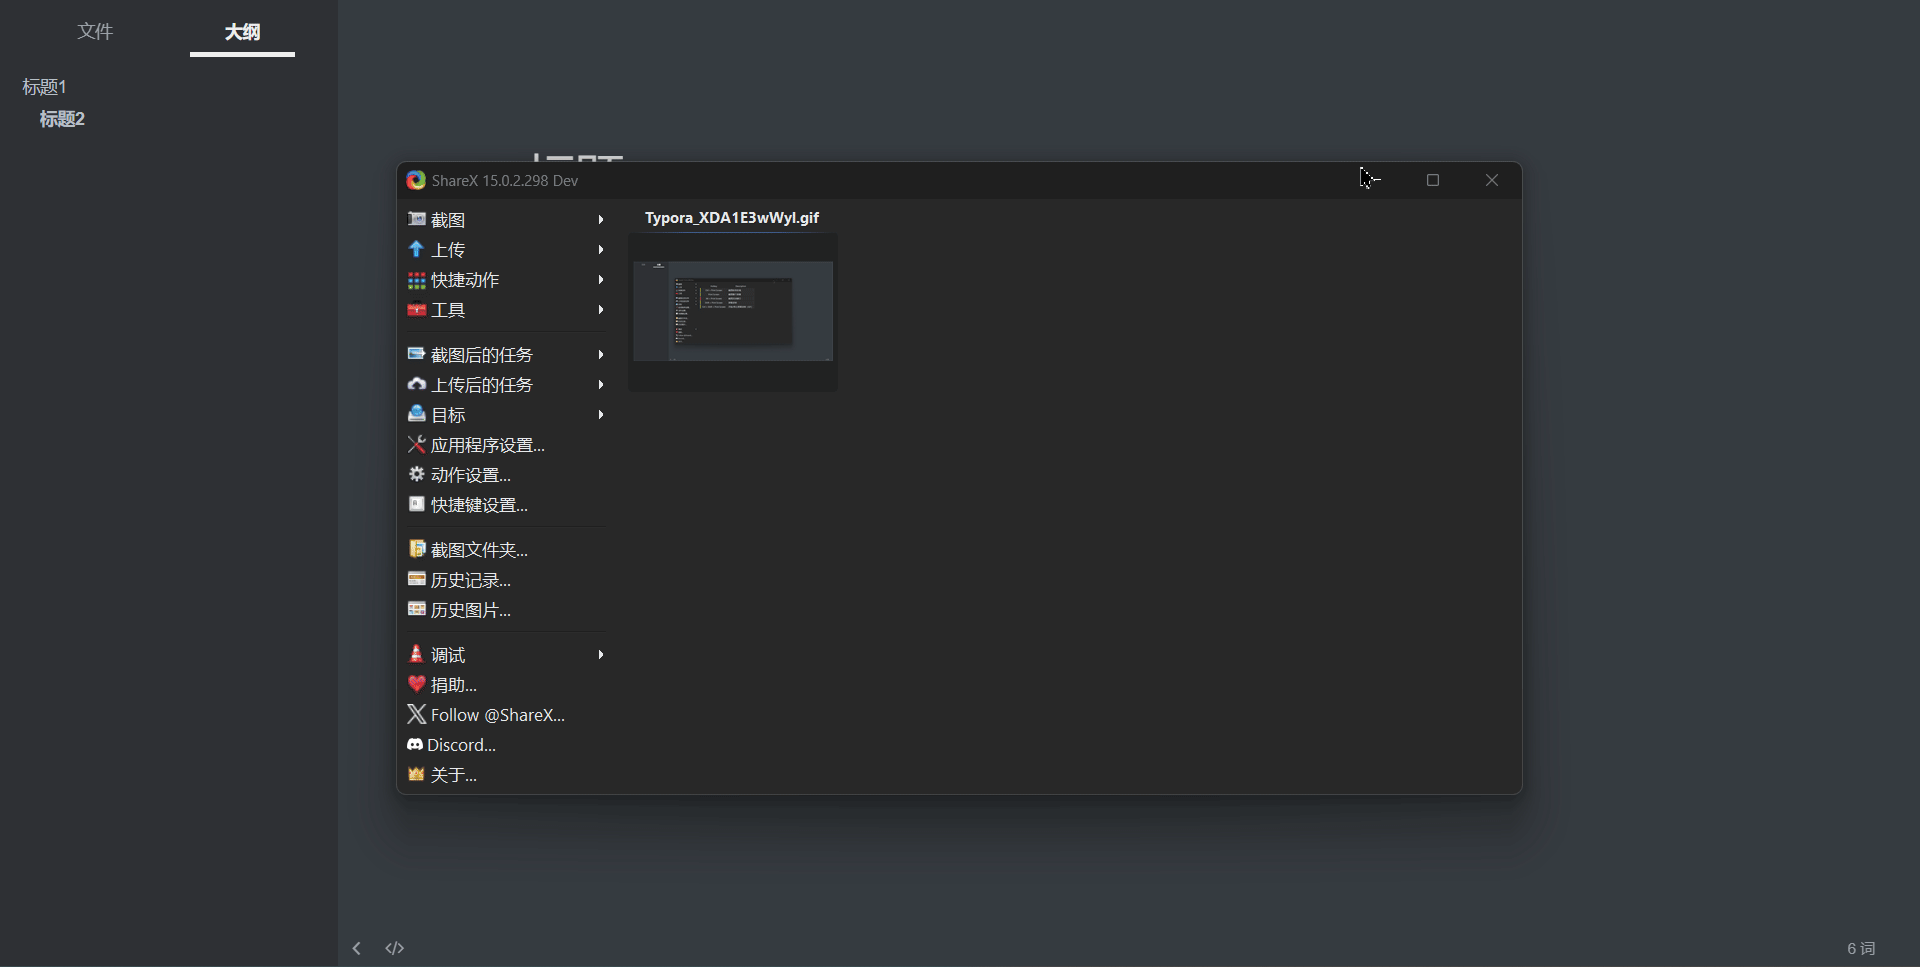 文件
大纲
标题1
标题2
ShareX 15.0.2.298 Dev
截图
上传
快捷动作
工具
截图后的任务
上传后的任务
目标
应用程序设置...
动作设置...
快捷键设置...
截图文件夹...
历史记录...
历史图片...
调试
捐助...
Follow @ShareX...
Discord...
关于...
Typora_XDA1E3wWyl.gif
6 词